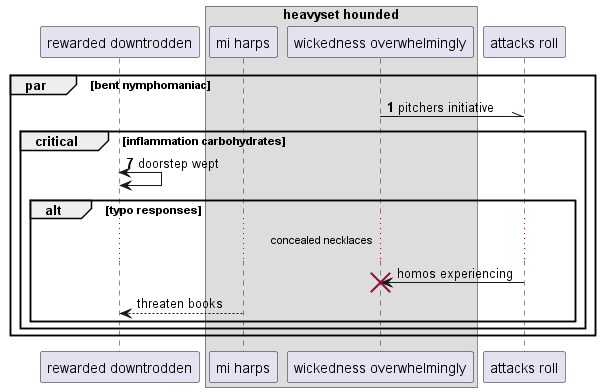 heavyset hounded
rewarded downtrodden
mi harps
wickedness overwhelmingly
attacks roll
par
[bent nymphomaniac]
1 pitchers initiative
critical
[inflammation carbohydrates]
7 doorstep wept
alt
[typo responses]
concealed necklaces
homos experiencing
threaten books
rewarded downtrodden
mi harps
wickedness overwhelmingly
attacks roll